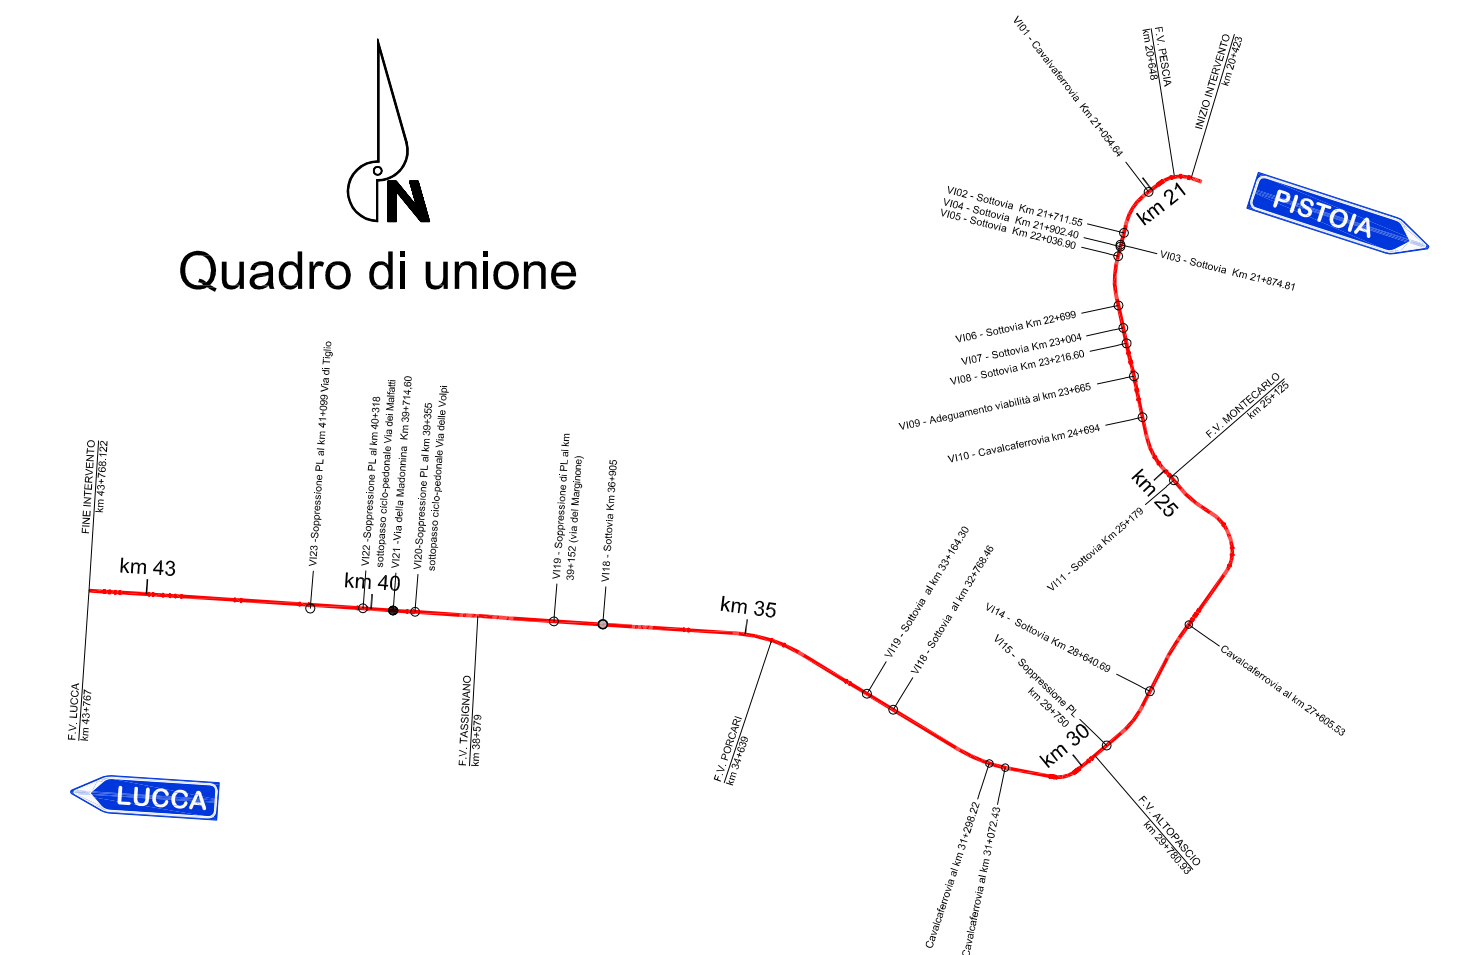 N
Quadro di unione
VI01 - Cavalvaferrovia Km 21+054.64
F.V. PESCIA
km 20+648
INIZIO INTERVENTO
km 20+423
PISTOIA
km 21
VI02 - Sottovia Km 21+711.55
VI04 - Sottovia Km 21+902.40
VI05 - Sottovia Km 22+036.90
VI03 - Sottovia Km 21+874.81
VI06 - Sottovia Km 22+699
VI07 - Sottovia Km 23+004
VI08 - Sottovia Km 23+216.60
VI09 - Adeguamento viabilità al km 23+665
VI10 - Cavalcaferrovia km 24+694
F.V. MONTECARLO
km 25+125
km 25
VI11 - Sottovia Km 25+179
Cavalcaferrovia al km 27+605.53
VI14 - Sottovia Km 28+640.69
VI15 - Soppressione PL
km 29+750
km 30
F.V. ALTOPASCIO
km 29+780.93
Cavalcaferrovia al km 31+072.43
Cavalcaferrovia al km 31+298.22
VI18 - Sottovia al km 32+768.46
VI19 - Sottovia al km 33+164.30
F.V. PORCARI
km 34+639
km 35
VI18 - Sottovia Km 36+905
VI19 - Soppressione di PL al km
39+152 (via del Marginone)
F.V. TASSIGNANO
km 38+579
VI20-Soppressione PL al km 39+355
sottopasso ciclo-pedonale Via delle Volpi
VI21 -Via della Madonnina Km 39+714.60
VI22 -Soppressione PL al km 40+318
sottopasso ciclo-pedonale Via dei Malfatti
km 40
VI23 -Soppressione PL al km 41+099 Via di Tiglio
km 43
FINE INTERVENTO
km 43+768.122
F.V. LUCCA
km 43+767
LUCCA